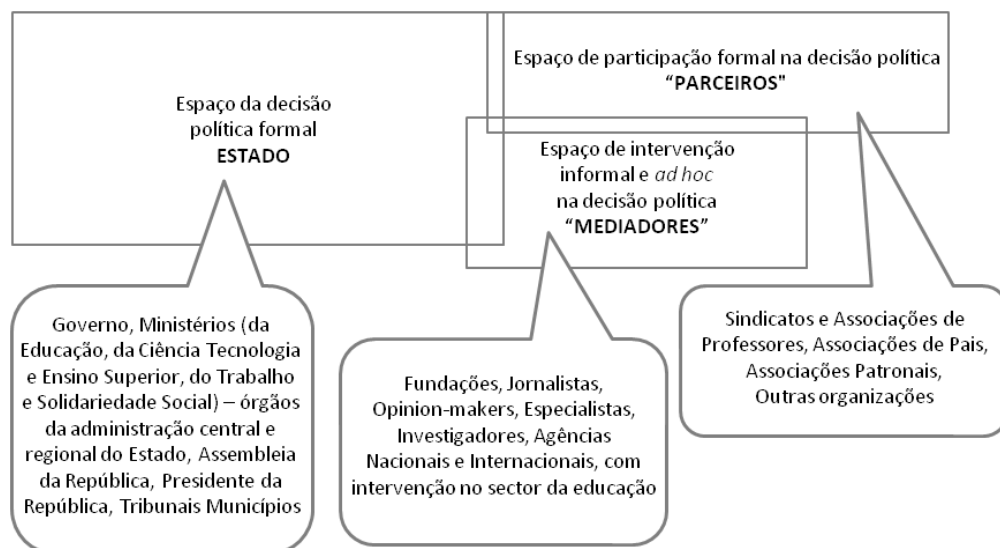 Espaço da decisão
política formal
ESTADO
Espaço de participação formal na decisão política
“PARCEIROS"
Espaço de intervenção
informal e ad hoc
na decisão política
“MEDIADORES”
Governo, Ministérios (da
Educação, da Ciência Tecnologia
e Ensino Superior, do Trabalho
e Solidariedade Social) – órgãos
da administração central e
regional do Estado, Assembleia
da República, Presidente da
República, Tribunais Municípios
Fundações, Jornalistas,
Opinion-makers, Especialistas,
Investigadores, Agências
Nacionais e Internacionais, com
intervenção no sector da educação
Sindicatos e Associações de
Professores, Associações de Pais,
Associações Patronais,
Outras organizações